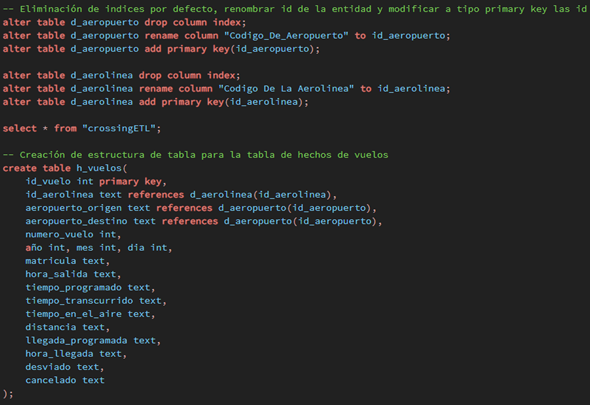 -- Eliminación de indices por defecto, renombrar id de la entidad y modificar a tipo primary key las id
alter table d_aeropuerto drop column index;
alter table d_aeropuerto rename column "Codigo_De_Aeropuerto" to id_aeropuerto;
alter table d_aeropuerto add primary key(id_aeropuerto);
alter table d_aerolinea drop column index;
alter table d_aerolinea rename column "Codigo De La Aerolinea" to id_aerolinea;
alter table d_aerolinea add primary key(id_aerolinea);
select * from "crossingETL";
-- Creación de estructura de tabla para la tabla de hechos de vuelos
create table h_vuelos(
id_vuelo int primary key,
id_aerolinea text references d_aerolinea(id_aerolinea),
aeropuerto_origen text references d_aeropuerto(id_aeropuerto),
aeropuerto_destino text references d_aeropuerto(id_aeropuerto),
numero_vuelo int,
año int, mes int, dia int,
matricula text,
hora_salida text,
tiempo_programado text,
tiempo_transcurrido text,
tiempo_en_el_aire text,
distancia text,
llegada_programada text,
hora_llegada text,
desviado text,
cancelado text
);